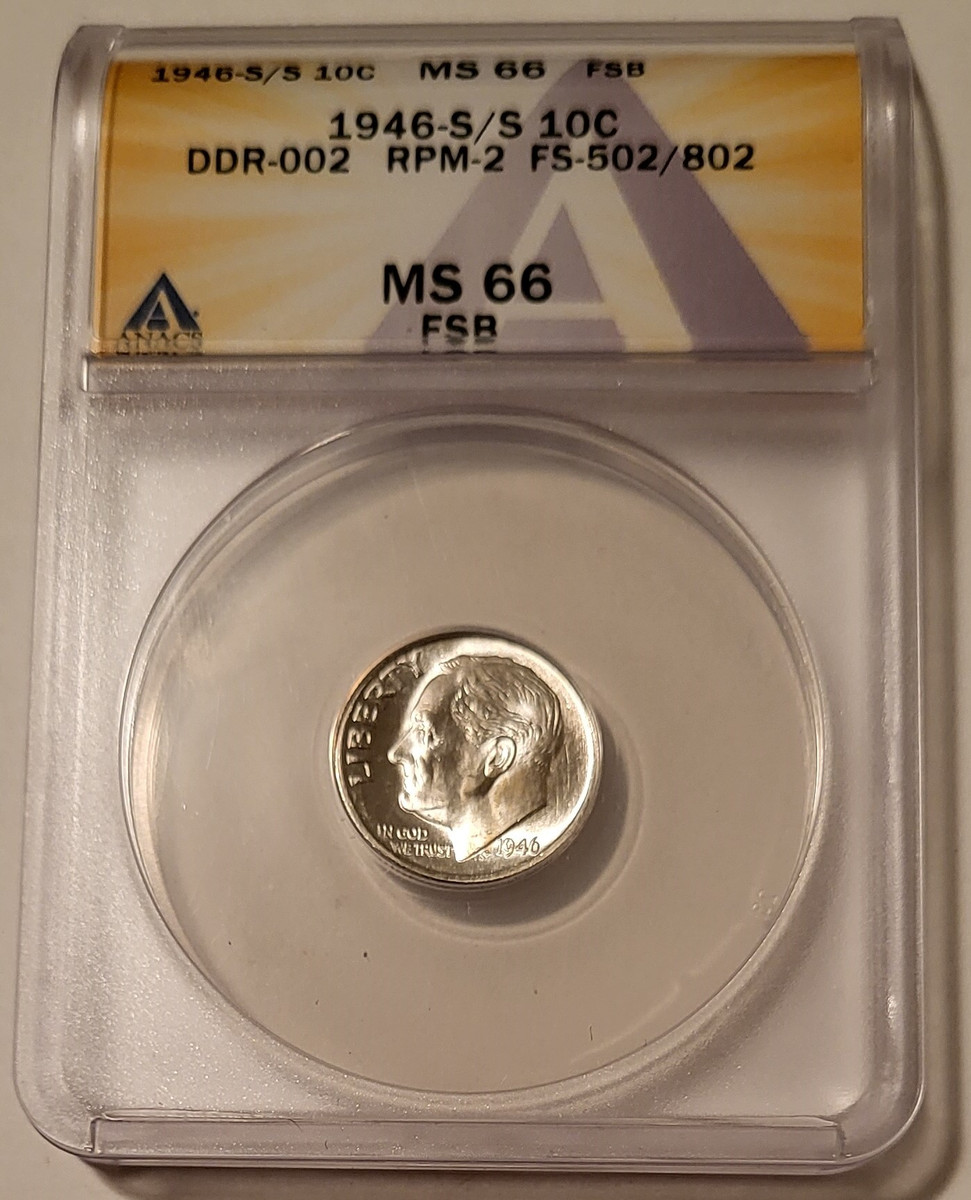 1946-S/S 10C MS 66 FSB
1946-S/S 10C
DDR-002 RPM-2 FS-502/802
MS 66
FSB
ANACS
LIBERTY
IN GOD
WE TRUST
1946